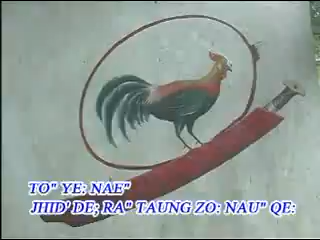 TO" YE: NAE"
JHID' DE; RA" TAUNG ZO: NAU" QE: